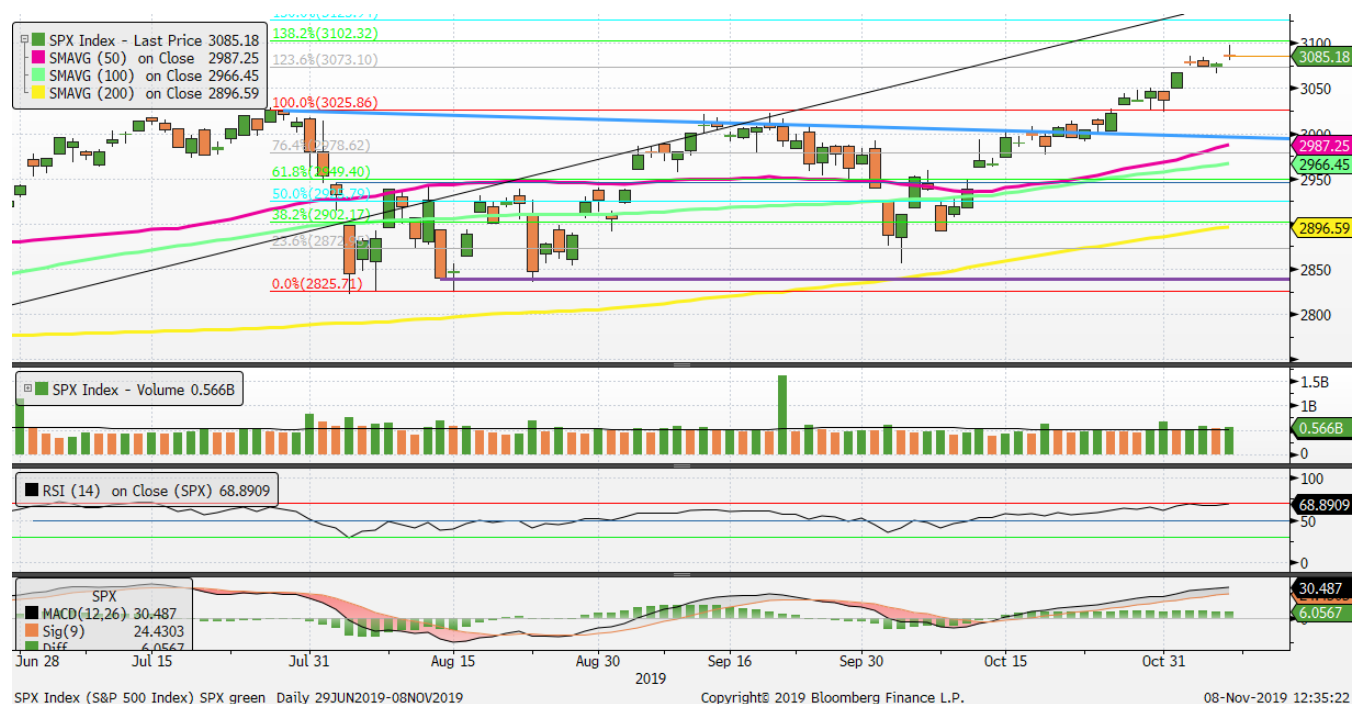 138.2%(3102.32)
123.6%(3073.10)
100.0%(3025.86)
76.4%(2978.62)
38.2%(2902.17)
0.0%(2825.71)
SPX Index - Last Price 3085.18
SMAVG (50) on Close 2987.25
SMAVG (100) on Close 2966.45
SMAVG (200) on Close 2896.59
3100
3085.18
3050
3000
2987.25
2966.45
2950
2896.59
2850
2800
SPX Index - Volume 0.566B
1.5B
1B
0.566B
0
RSI (14) on Close (SPX) 68.8909
100
68.8909
50
0
SPX
MACD(12,26) 30.487
Sig(9) 24.4303
Diff 6.0567
30.487
6.0567
Jun 28 Jul 15 Jul 31 Aug 15 Aug 30 Sep 16 Sep 30 Oct 15 Oct 31
2019
SPX Index (S&P 500 Index) SPX green Daily 29JUN2019-08NOV2019 Copyright© 2019 Bloomberg Finance L.P. 08-Nov-2019 12:35:22